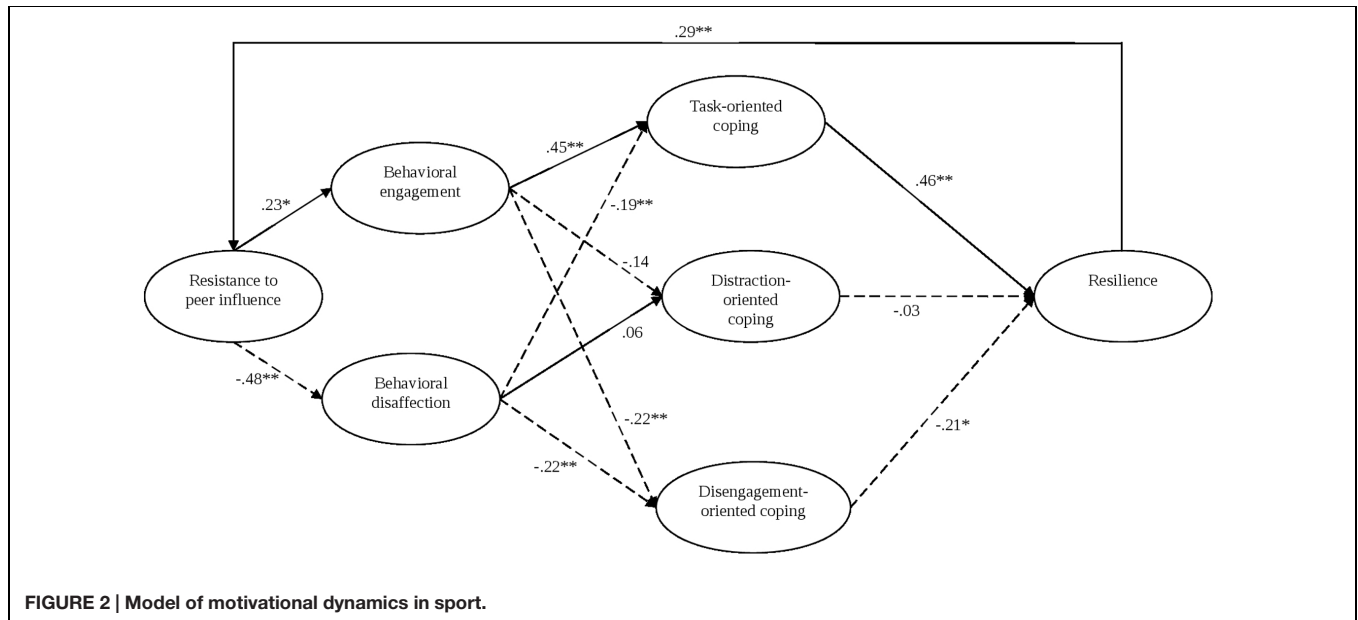 .29**
Task-oriented
coping
.45**
Behavioral
engagement
.46**
.23*
-.19**
-.14
Resistance to
peer influence
Distraction-
oriented
coping
Resilience
-.03
.06
-.48**
Behavioral
disaffection
-.22**
-.21*
-.22**
Disengagement-
oriented coping
FIGURE 2 | Model of motivational dynamics in sport.